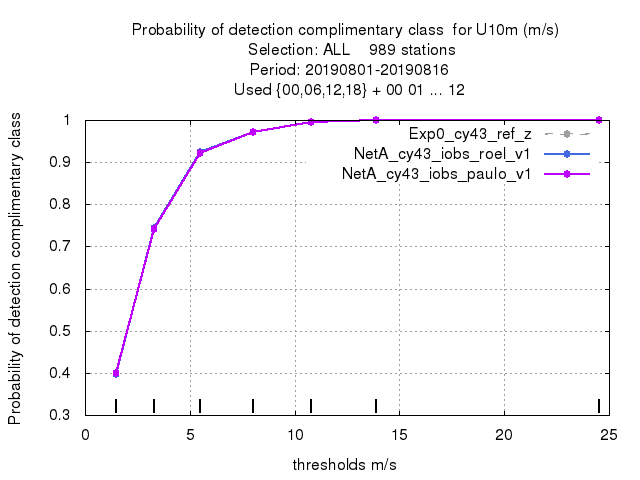 Probability of detection complimentary class  for U10m (m/s)
Selection: ALL    989 stations
Period: 20190801-20190816
Used {00,06,12,18} + 00 01 ... 12
Probability of detection complimentary class
1
0.9
0.8
0.7
0.6
0.5
0.4
0.3
Exp0_cy43_ref_z
NetA_cy43_iobs_roel_v1
NetA_cy43_iobs_paulo_v1
0 5 10 15 20 25
thresholds m/s